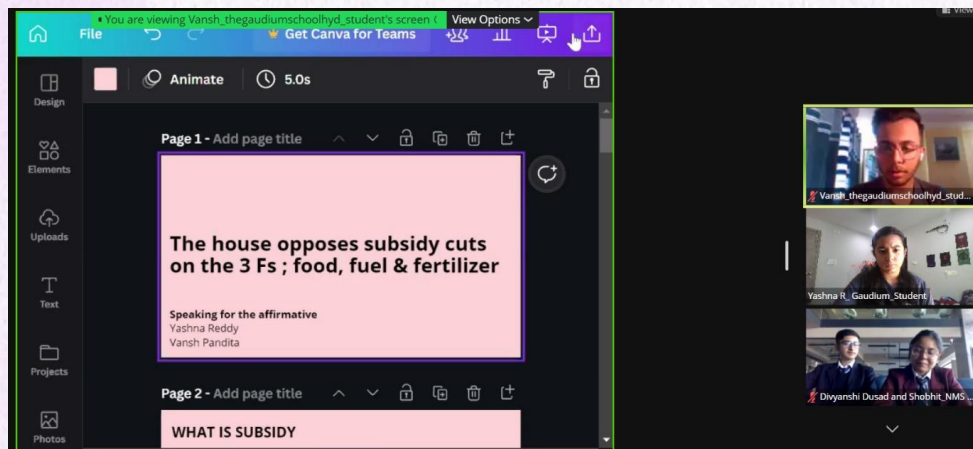 You are viewing Vansh_thegaudiumschoolhyd_student's screen (
View Options
View
File
Get Canva for Teams
Design
Animate
5.0s
Elements
Uploads
Text
Projects
Photos
Page 1 - Add page title
The house opposes subsidy cuts
on the 3 Fs ; food, fuel & fertilizer
Speaking for the affirmative
Yashna Reddy
Vansh Pandita
Page 2 - Add page title
WHAT IS SUBSIDY
Vansh_thegaudiumschoolhyd_stud...
Yashna R_ Gaudium_Student
Divyanshi Dusad and Shobhit_NMS ...